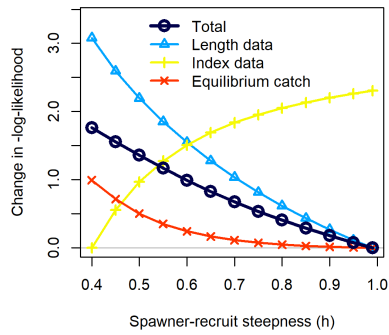 Total
Length data
Index data
Equilibrium catch
Change in -log-likelihood
3.0
2.0
1.0
0.0
0.4
0.5
0.6
0.7
0.8
0.9
1.0
Spawner-recruit steepness (h)